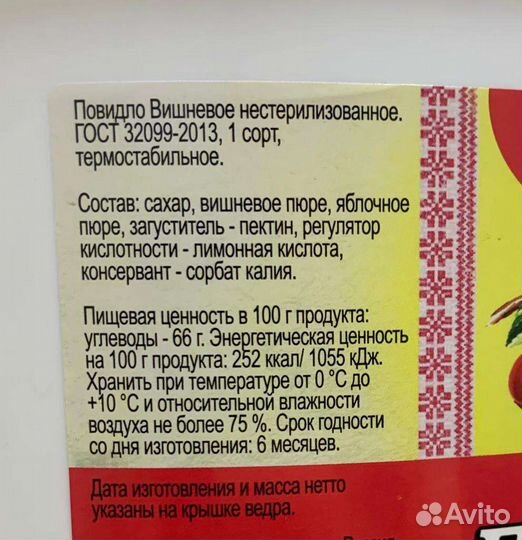 Повидло Вишневое нестерилизованное.
ГОСТ 32099-2013, 1 сорт,
термостабильное.
Состав: сахар, вишневое пюре, яблочное
пюре, загуститель - пектин, регулятор
кислотности - лимонная кислота,
консервант - сорбат калия.
Пищевая ценность в 100 г продукта:
углеводы - 66 г. Энергетическая ценность
на 100 г продукта: 252 ккал/ 1055 кДж.
Хранить при температуре от 0 °С до
+10 °С и относительной влажности
воздуха не более 75 %. Срок годности
со дня изготовления: 6 месяцев.
Дата изготовления и масса нетто
указаны на крышке ведра.
Avito